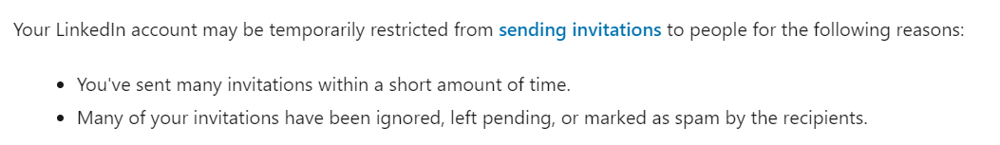 Your LinkedIn account may be temporarily restricted from sending invitations to people for the following reasons:
• You've sent many invitations within a short amount of time.
• Many of your invitations have been ignored, left pending, or marked as spam by the recipients.